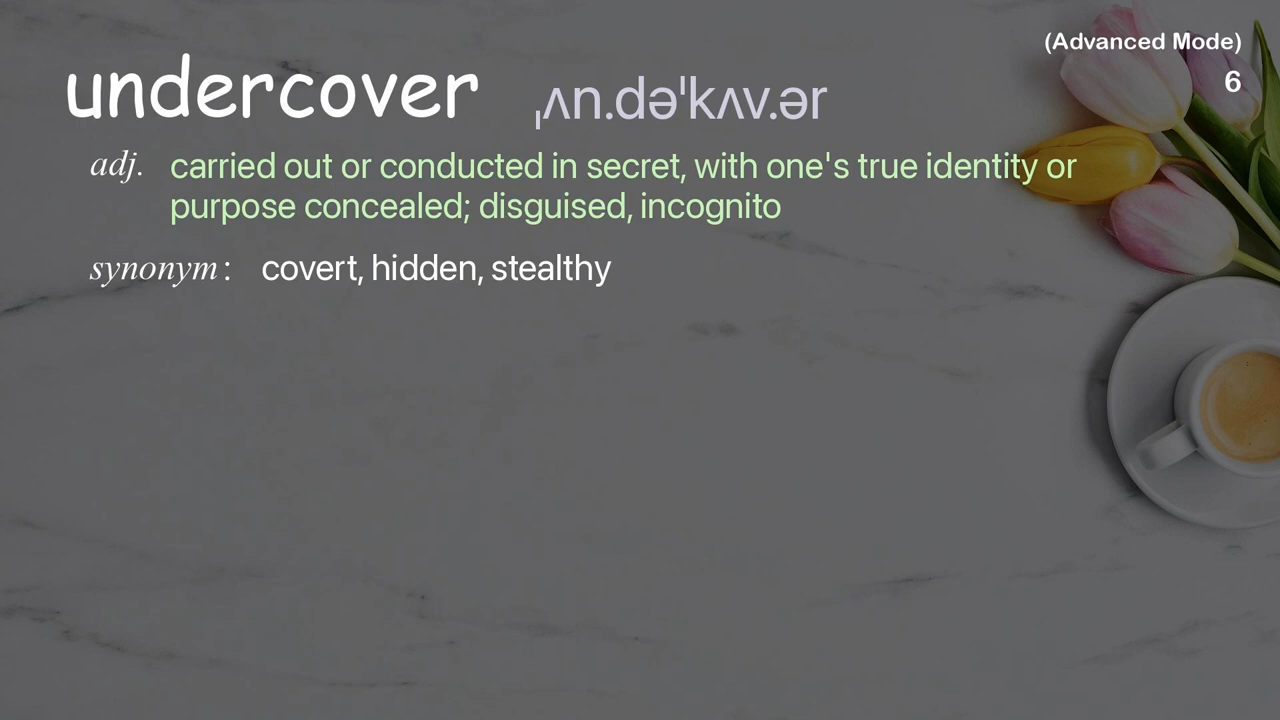 (Advanced Mode)
6
undercover ˌʌn.dəˈkʌv.ər
adj. carried out or conducted in secret, with one's true identity or
purpose concealed; disguised, incognito
synonym: covert, hidden, stealthy